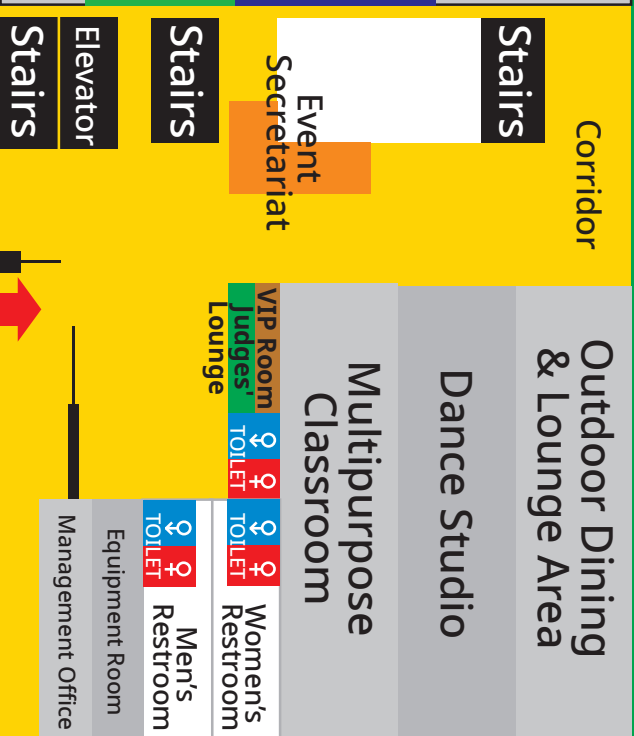 Stairs
Elevator
Stairs
Event
Secretariat
Stairs
Corridor
Outdoor Dining
& Lounge Area
Dance Studio
Multipurpose
Classroom
VIP Room
Judges'
Lounge
TOILET
TOILET
Women's
Restroom
TOILET
Men's
Restroom
Equipment Room
Management Office